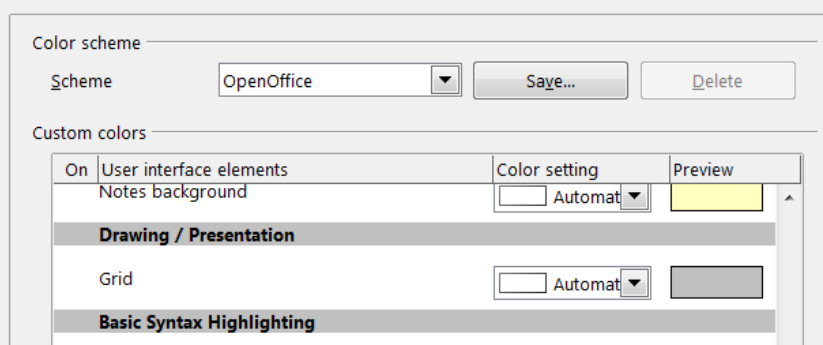 Color scheme
Scheme OpenOffice Save... Delete
Custom colors
On User interface elements Color setting Preview
Notes background Automat
Drawing / Presentation
Grid Automat
Basic Syntax Highlighting